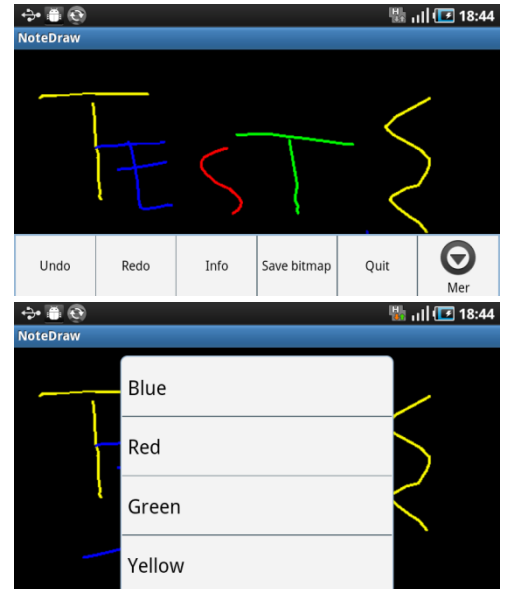 18:44
NoteDraw
TEST
Undo
Redo
Info
Save bitmap
Quit
Mer
18:44
NoteDraw
Blue
Red
Green
Yellow